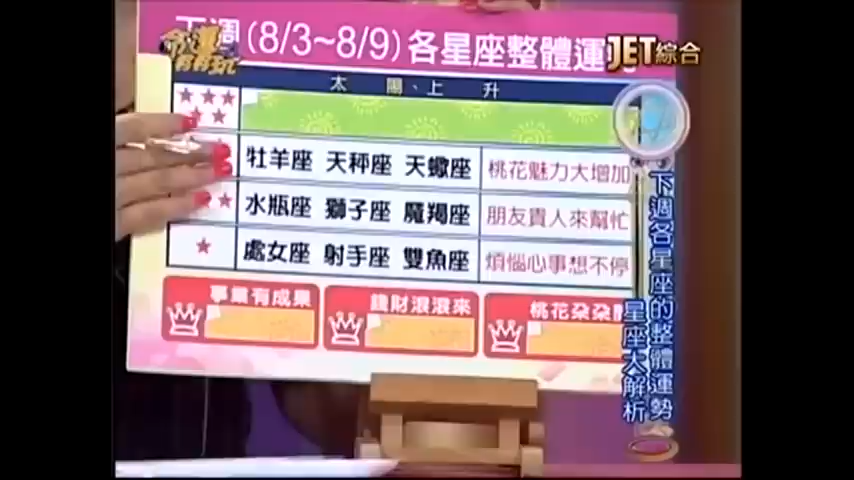 下週(8/3~8/9)各星座整體運
JET綜合
太陽、上升
牡羊座 天秤座 天蠍座 桃花魅力大增加
水瓶座 獅子座 魔羯座 朋友貴人來幫忙
處女座 射手座 雙魚座 煩惱心事想不停
事業有成果 錢財滾滾來 桃花朵朵開
下週各星座的整體運勢
星座大解析